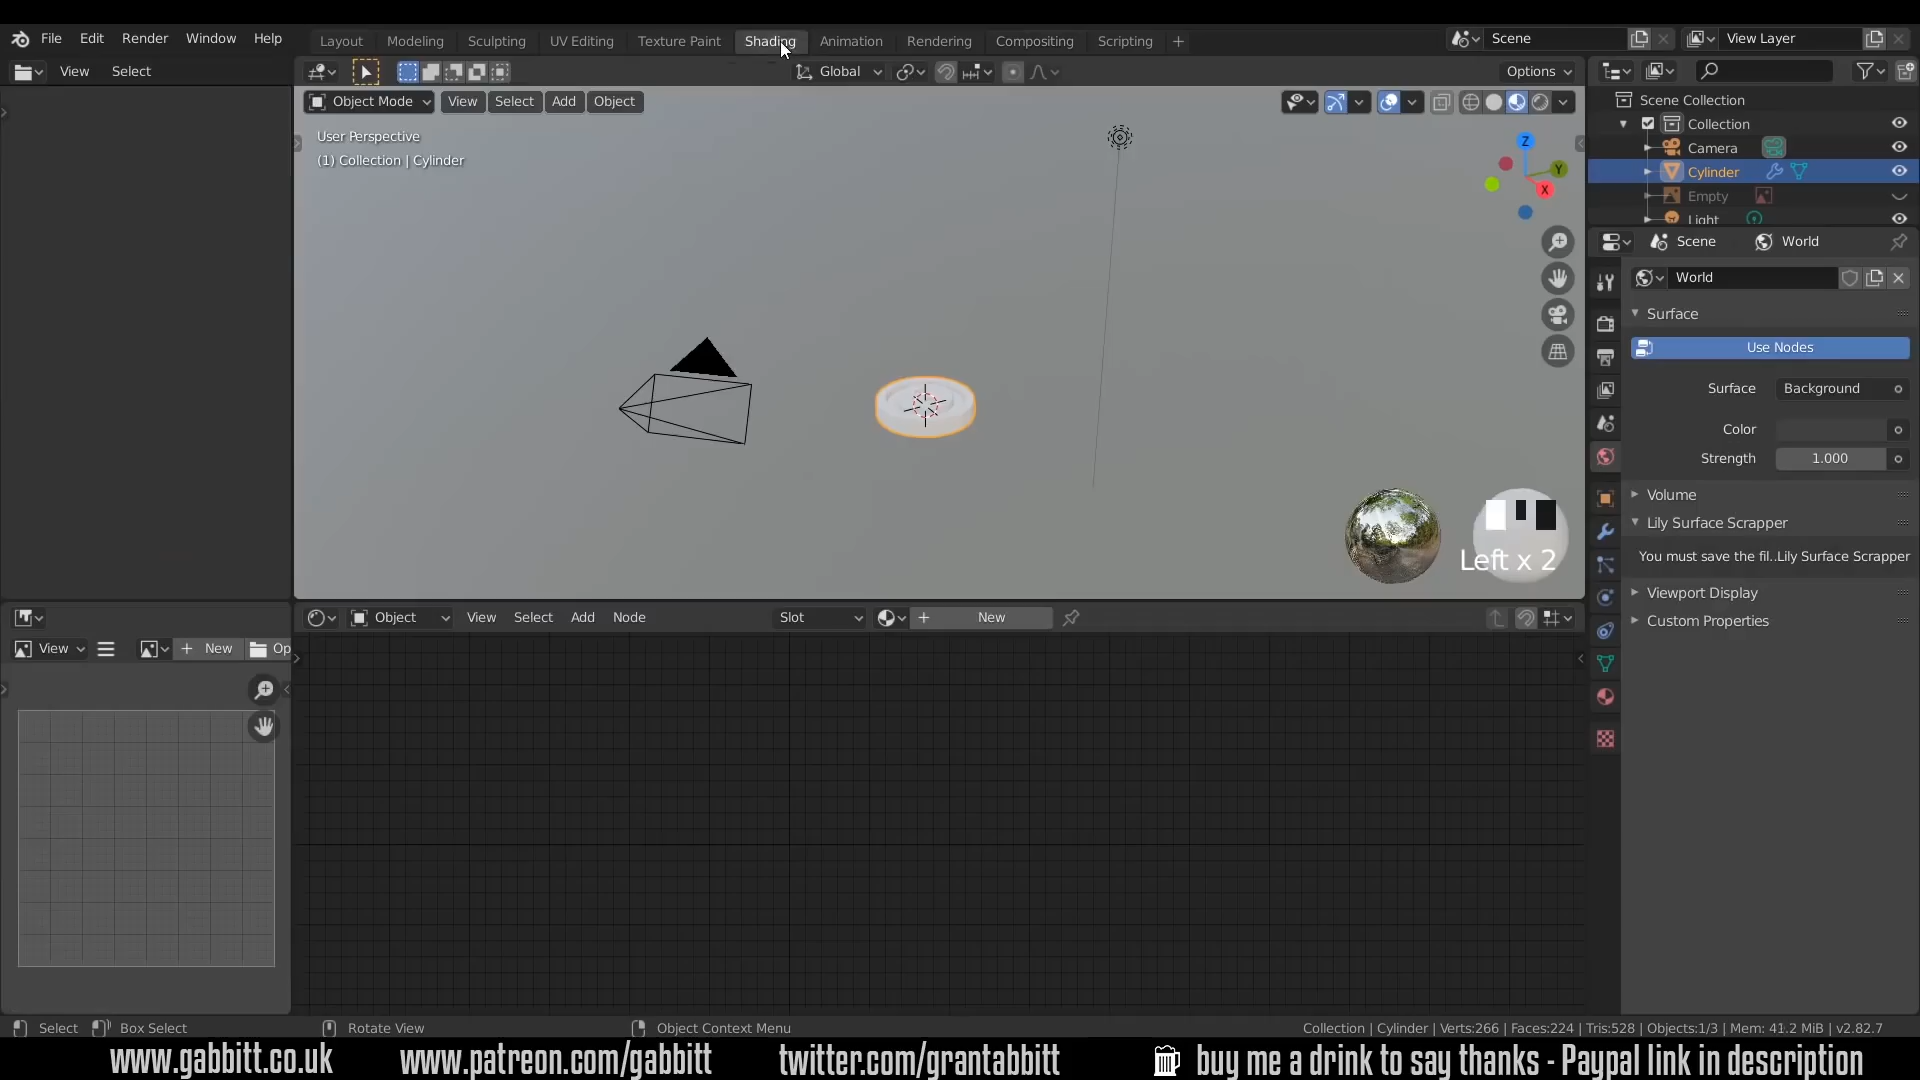 File Edit Render Window Help Layout Modeling Sculpting UV Editing Texture Paint Shading Animation Rendering Compositing Scripting + Scene View Layer
View Select Global Options
Object Mode View Select Add Object
User Perspective
(1) Collection | Cylinder
Z
Y
X
Left x 2
Scene Collection
Collection
Camera
Cylinder
Empty
Light
Scene World
World
Surface
Use Nodes
Surface Background
Color
Strength 1.000
Volume
Lily Surface Scrapper
You must save the fil..Lily Surface Scrapper
Viewport Display
Custom Properties
Object View Select Add Node Slot + New
View + New Op
Select Box Select Rotate View Object Context Menu Collection | Cylinder | Verts:266 | Faces:224 | Tris:528 | Objects:1/3 | Mem: 41.2 MiB | v2.82.7
www.gabbitt.co.uk www.patreon.com/gabbitt twitter.com/grantabbitt buy me a drink to say thanks - Paypal link in description